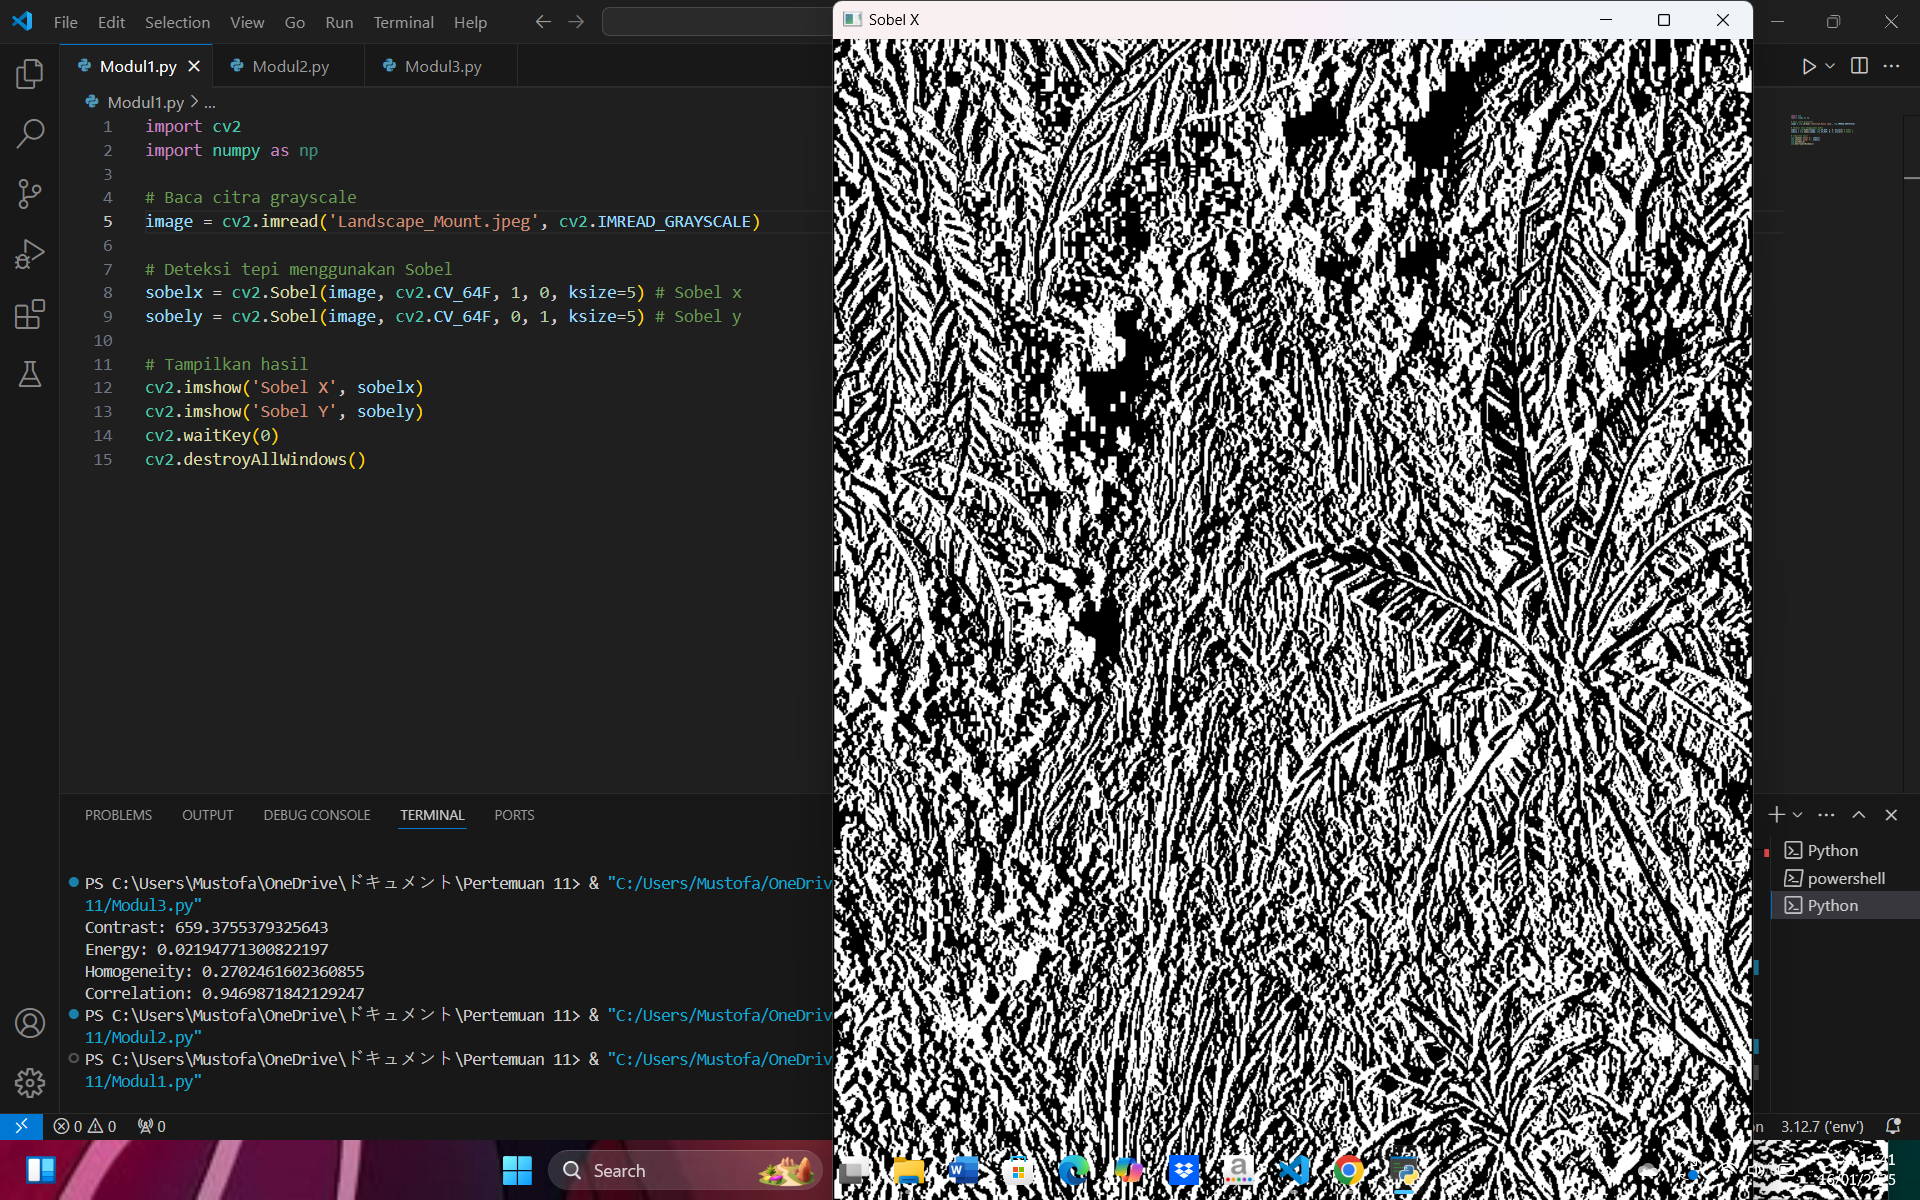 File Edit Selection View Go Run Terminal Help
Sobel X
Modul1.py
Modul2.py
Modul3.py
Modul1.py > ...
1 import cv2
2 import numpy as np
3
4 # Baca citra grayscale
5 image = cv2.imread('Landscape_Mount.jpeg', cv2.IMREAD_GRAYSCALE)
6
7 # Deteksi tepi menggunakan Sobel
8 sobelx = cv2.Sobel(image, cv2.CV_64F, 1, 0, ksize=5) # Sobel x
9 sobely = cv2.Sobel(image, cv2.CV_64F, 0, 1, ksize=5) # Sobel y
10
11 # Tampilkan hasil
12 cv2.imshow('Sobel X', sobelx)
13 cv2.imshow('Sobel Y', sobely)
14 cv2.waitKey(0)
15 cv2.destroyAllWindows()
PROBLEMS OUTPUT DEBUG CONSOLE TERMINAL PORTS
PS C:\Users\Mustofa\OneDrive\ドキュメント\Pertemuan 11> & "C:/Users/Mustofa/OneDriv
11/Modul3.py"
Contrast: 659.3755379325643
Energy: 0.02194771300822197
Homogeneity: 0.2702461602360855
Correlation: 0.9469871842129247
PS C:\Users\Mustofa\OneDrive\ドキュメント\Pertemuan 11> & "C:/Users/Mustofa/OneDriv
11/Modul2.py"
PS C:\Users\Mustofa\OneDrive\ドキュメント\Pertemuan 11> & "C:/Users/Mustofa/OneDriv
11/Modul1.py"
Python
powershell
Python
0 0 0
3.12.7 ('env')
Search
16/01/2025